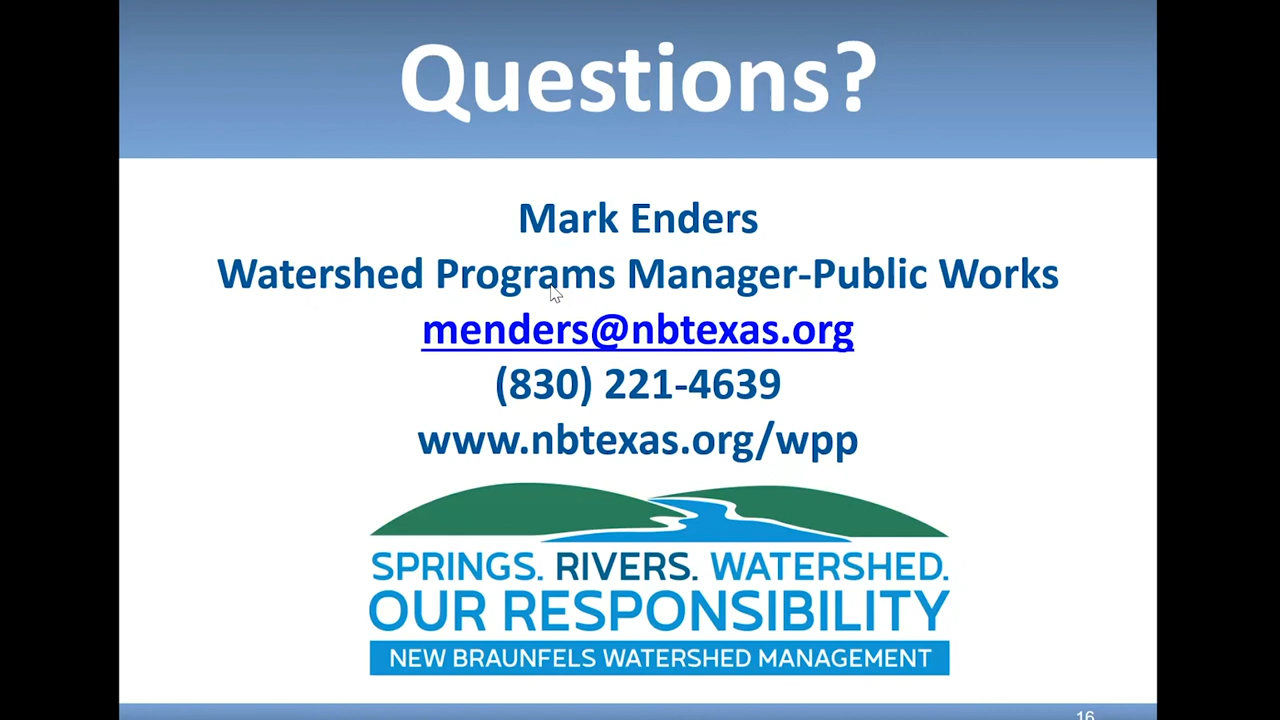 Questions?
Mark Enders
Watershed Programs Manager-Public Works
menders@nbtexas.org
(830) 221-4639
www.nbtexas.org/wpp
SPRINGS. RIVERS. WATERSHED.
OUR RESPONSIBILITY
NEW BRAUNFELS WATERSHED MANAGEMENT
16